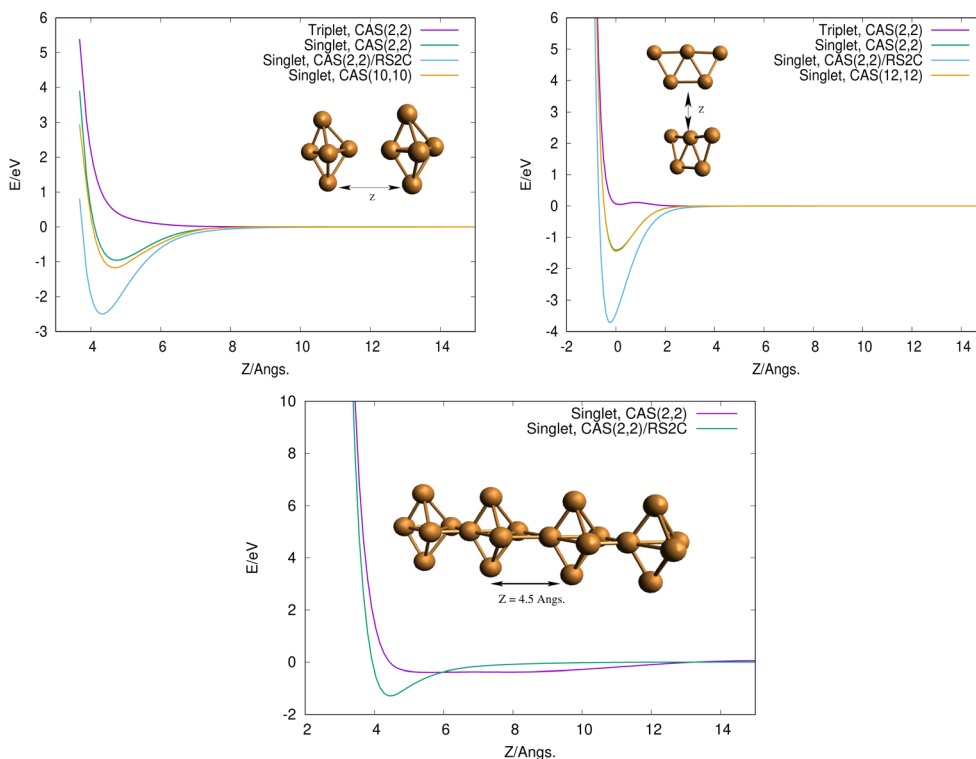 6
5
4
3
2
1
0
-1
-2
-3
4
6
8
10
12
14
E/eV
Z/Angs.
Triplet, CAS(2,2)
Singlet, CAS(2,2)
Singlet, CAS(2,2)/RS2C
Singlet, CAS(10,10)
Z
6
5
4
3
2
1
0
-1
-2
-3
-4
-2
0
2
4
6
8
10
12
14
E/eV
Z/Angs.
Triplet, CAS(2,2)
Singlet, CAS(2,2)
Singlet, CAS(2,2)/RS2C
Singlet, CAS(12,12)
Z
10
8
6
4
2
0
-2
2
4
6
8
10
12
14
E/eV
Z/Angs.
Singlet, CAS(2,2)
Singlet, CAS(2,2)/RS2C
Z = 4.5 Angs.